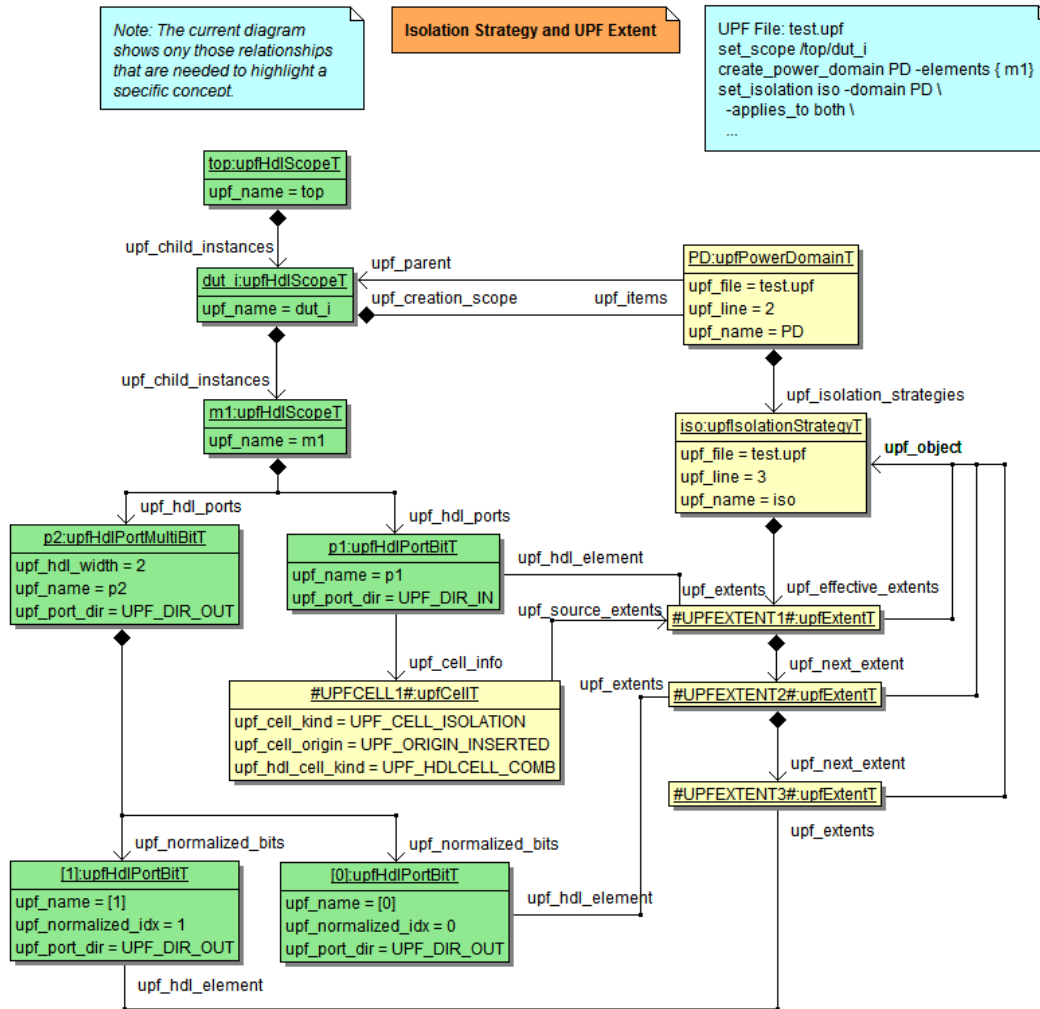 Note: The current diagram
shows ony those relationships
that are needed to highlight a
specific concept.
Isolation Strategy and UPF Extent
UPF File: test.upf
set_scope /top/dut_i
create_power_domain PD -elements { m1}
set_isolation iso -domain PD \
-applies_to both \
...
top:upfHdlScopeT
upf_name = top
upf_child_instances
dut_i:upfHdlScopeT
upf_name = dut_i
upf_parent
upf_creation_scope
upf_items
PD:upfPowerDomainT
upf_file = test.upf
upf_line = 2
upf_name = PD
upf_child_instances
upf_isolation_strategies
m1:upfHdlScopeT
upf_name = m1
iso:upfIsolationStrategyT
upf_file = test.upf
upf_line = 3
upf_name = iso
upf_object
upf_hdl_ports
upf_hdl_ports
p2:upfHdlPortMultiBitT
upf_hdl_width = 2
upf_name = p2
upf_port_dir = UPF_DIR_OUT
p1:upfHdlPortBitT
upf_name = p1
upf_port_dir = UPF_DIR_IN
upf_hdl_element
upf_extents
upf_effective_extents
upf_source_extents
#UPFEXTENT1#:upfExtentT
upf_cell_info
upf_next_extent
#UPFCELL1#:upfCellT
upf_cell_kind = UPF_CELL_ISOLATION
upf_cell_origin = UPF_ORIGIN_INSERTED
upf_hdl_cell_kind = UPF_HDLCELL_COMB
upf_extents
#UPFEXTENT2#:upfExtentT
upf_next_extent
#UPFEXTENT3#:upfExtentT
upf_extents
upf_normalized_bits
upf_normalized_bits
[1]:upfHdlPortBitT
upf_name = [1]
upf_normalized_idx = 1
upf_port_dir = UPF_DIR_OUT
[0]:upfHdlPortBitT
upf_name = [0]
upf_normalized_idx = 0
upf_port_dir = UPF_DIR_OUT
upf_hdl_element
upf_hdl_element